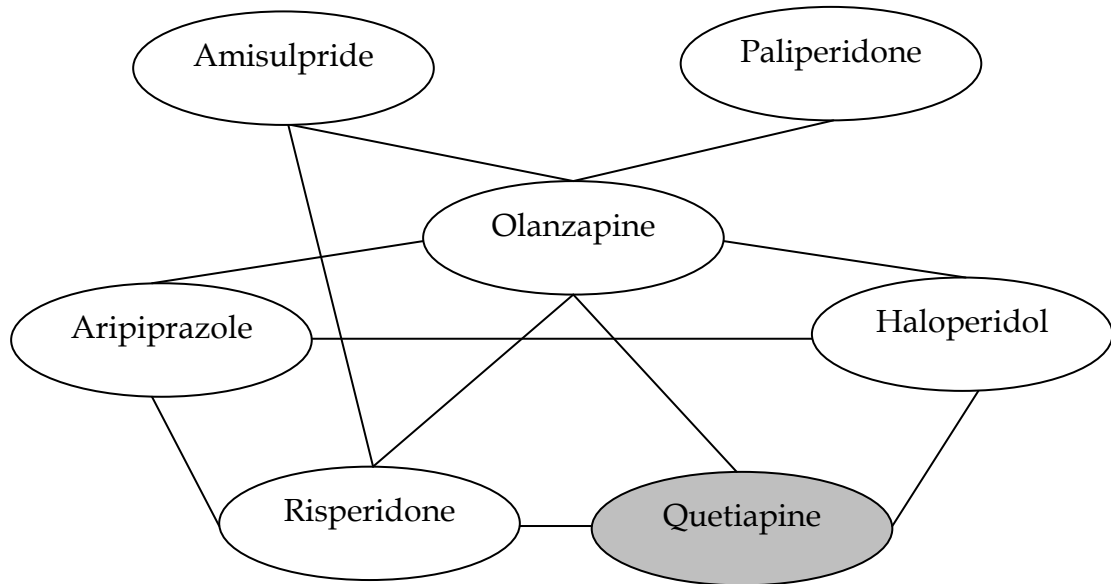 Amisulpride
Paliperidone
Olanzapine
Aripiprazole
Haloperidol
Risperidone
Quetiapine